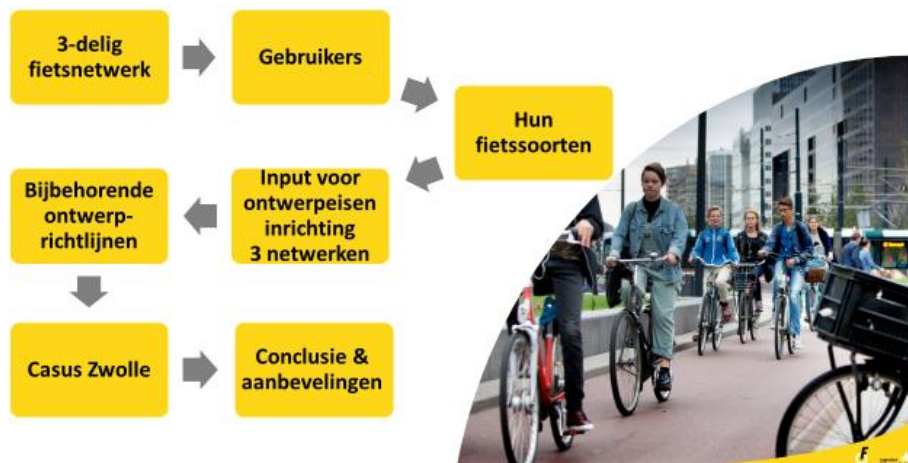 3-delig
fietsnetwerk
Gebruikers
Hun
fietssoorten
Input voor
ontwerpeisen
inrichting
3 netwerken
Bijbehorende
ontwerp-
richtlijnen
Casus Zwolle
Conclusie &
aanbevelingen
F